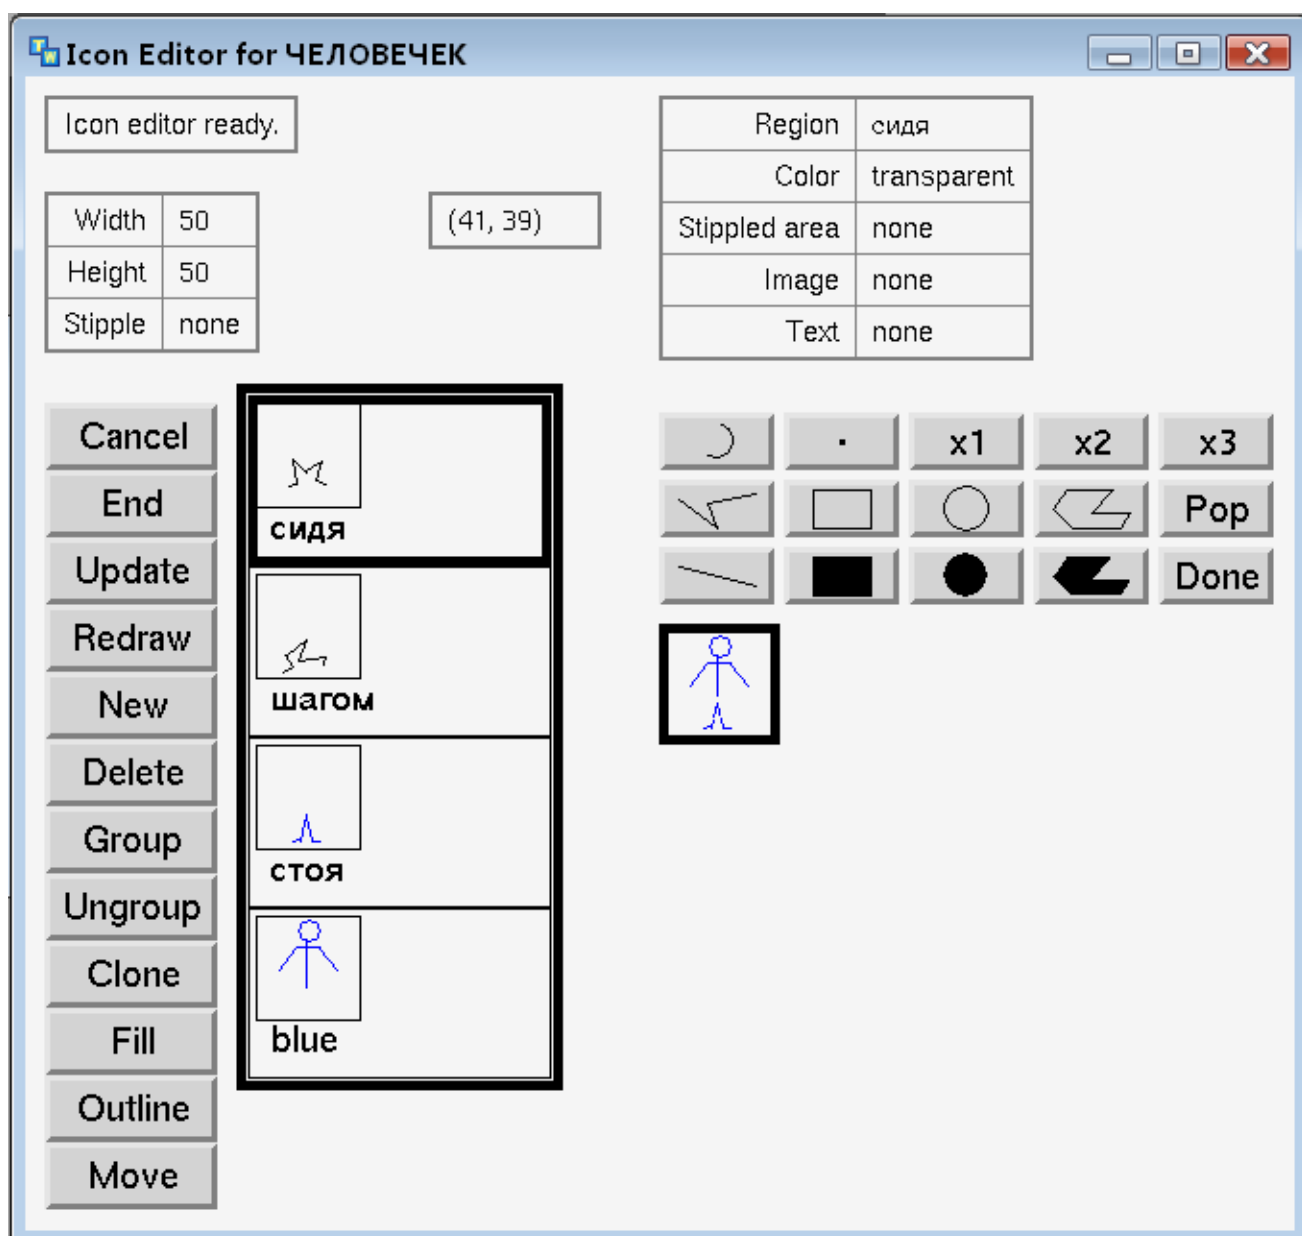 Icon Editor for ЧЕЛОВЕЧЕК
Icon editor ready.
Width 50
Height 50
Stipple none
(41, 39)
Region сидя
Color transparent
Stippled area none
Image none
Text none
Cancel
End
Update
Redraw
New
Delete
Group
Ungroup
Clone
Fill
Outline
Move
сидя
шагом
стоя
blue
x1 x2 x3
Pop
Done